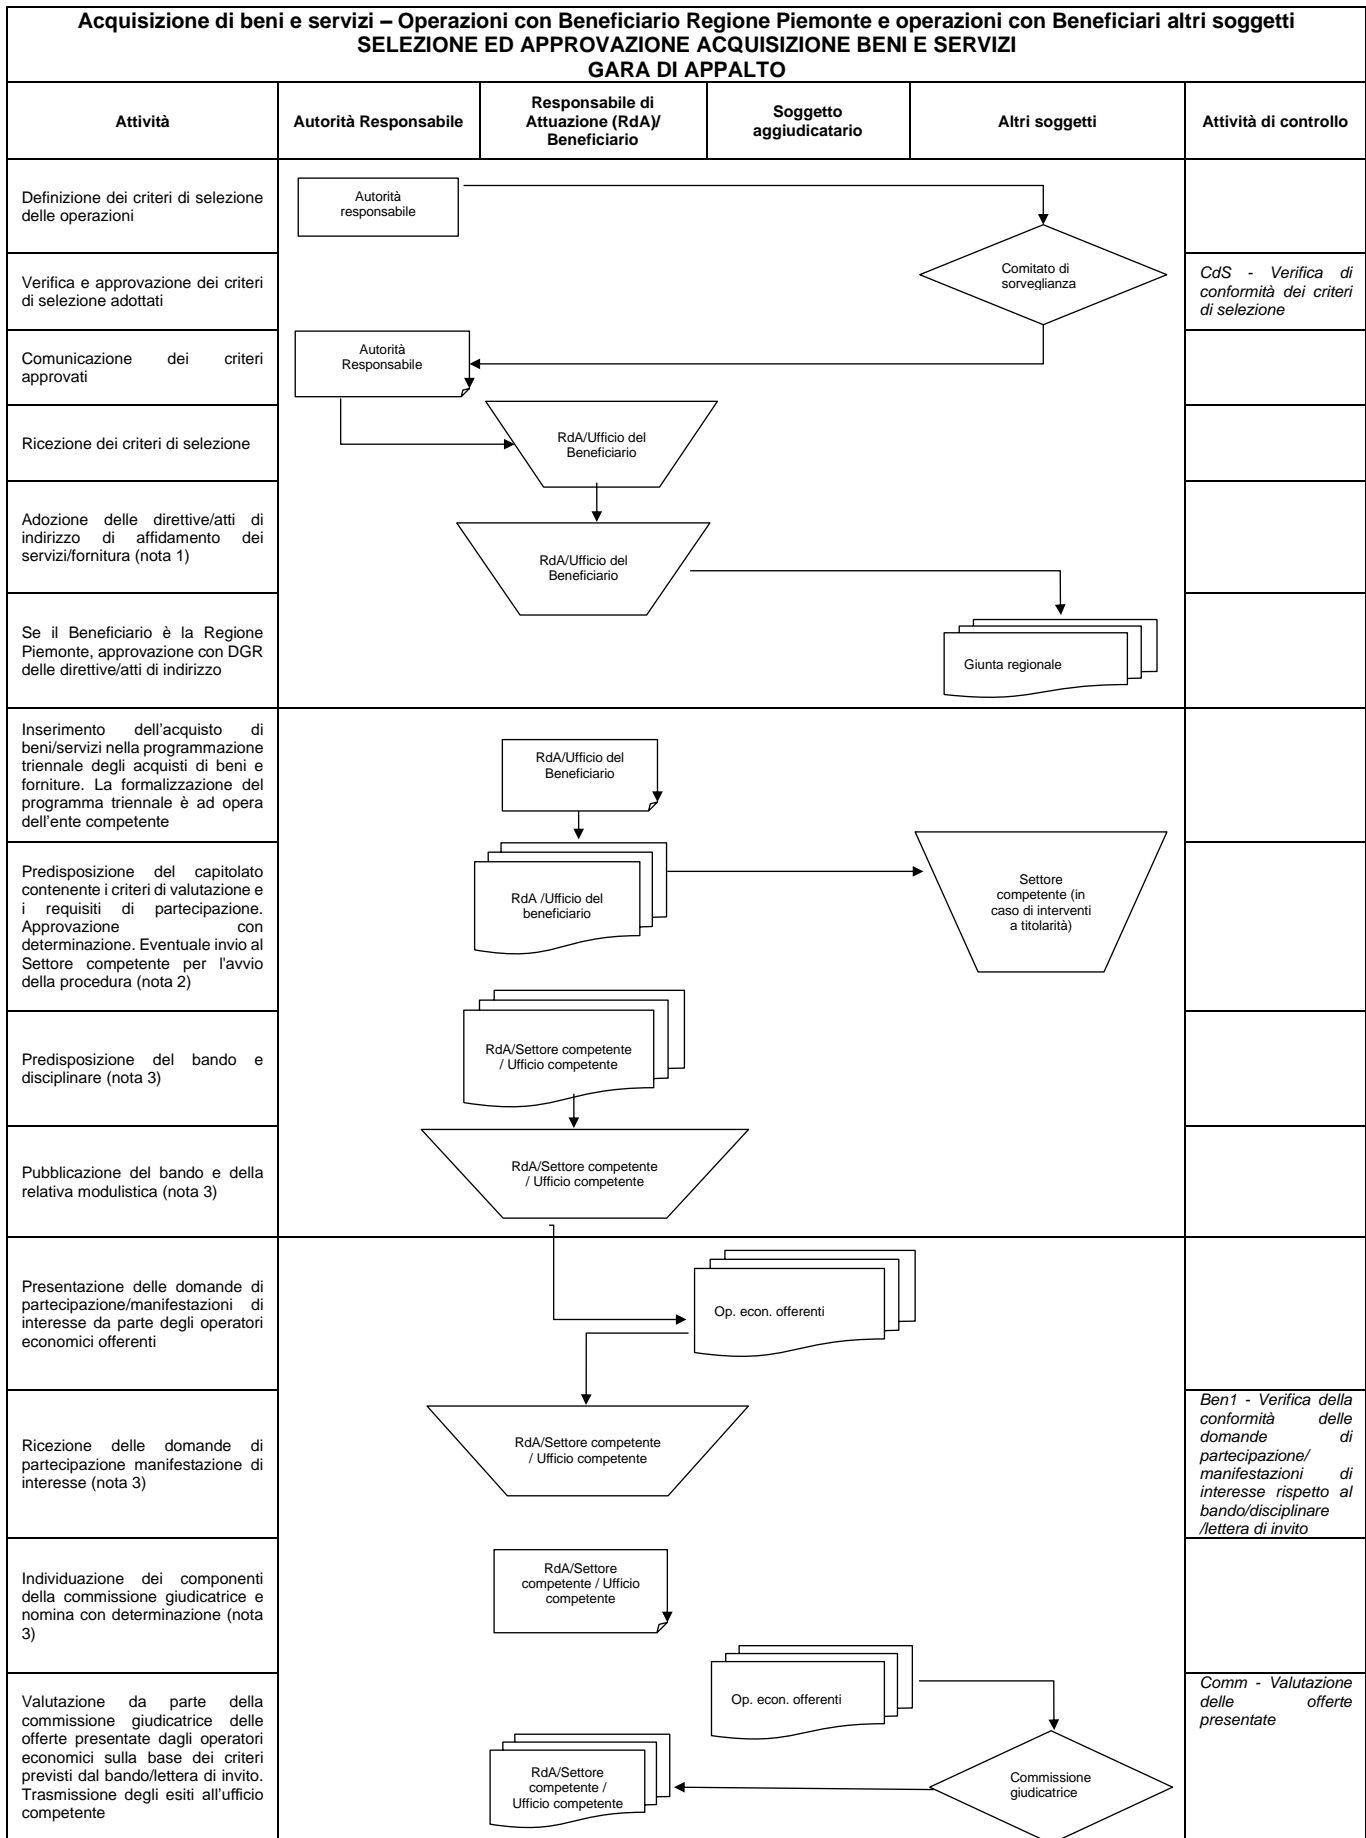 Acquisizione di beni e servizi – Operazioni con Beneficiario Regione Piemonte e operazioni con Beneficiari altri soggetti
SELEZIONE ED APPROVAZIONE ACQUISIZIONE BENI E SERVIZI
GARA DI APPALTO
Attività
Autorità Responsabile
Responsabile di
Attuazione (RdA)/
Beneficiario
Soggetto
aggiudicatario
Altri soggetti
Attività di controllo
Definizione dei criteri di selezione
delle operazioni
Autorità
responsabile
Verifica e approvazione dei criteri
di selezione adottati
Comitato di
sorveglianza
CdS - Verifica di
conformità dei criteri
di selezione
Comunicazione dei criteri
approvati
Autorità
Responsabile
Ricezione dei criteri di selezione
RdA/Ufficio del
Beneficiario
Adozione delle direttive/atti di
indirizzo di affidamento dei
servizi/fornitura (nota 1)
RdA/Ufficio del
Beneficiario
Se il Beneficiario è la Regione
Piemonte, approvazione con DGR
delle direttive/atti di indirizzo
Giunta regionale
Inserimento dell'acquisto di
beni/servizi nella programmazione
triennale degli acquisti di beni e
forniture. La formalizzazione del
programma triennale è ad opera
dell'ente competente
RdA/Ufficio del
Beneficiario
Predisposizione del capitolato
contenente i criteri di valutazione e
i requisiti di partecipazione.
Approvazione con
determinazione. Eventuale invio al
Settore competente per l'avvio
della procedura (nota 2)
RdA /Ufficio del
beneficiario
Settore
competente (in
caso di interventi
a titolarità)
Predisposizione del bando e
disciplinare (nota 3)
RdA/Settore competente
/ Ufficio competente
Pubblicazione del bando e della
relativa modulistica (nota 3)
RdA/Settore competente
/ Ufficio competente
Presentazione delle domande di
partecipazione/manifestazioni di
interesse da parte degli operatori
economici offerenti
Op. econ. offerenti
Ricezione delle domande di
partecipazione manifestazione di
interesse (nota 3)
RdA/Settore competente
/ Ufficio competente
Ben1 - Verifica della
conformità delle
domande di
partecipazione/
manifestazioni di
interesse rispetto al
bando/disciplinare
/lettera di invito
Individuazione dei componenti
della commissione giudicatrice e
nomina con determinazione (nota
3)
RdA/Settore
competente / Ufficio
competente
Valutazione da parte della
commissione giudicatrice delle
offerte presentate dagli operatori
economici sulla base dei criteri
previsti dal bando/lettera di invito.
Trasmissione degli esiti all'ufficio
competente
Op. econ. offerenti
RdA/Settore
competente /
Ufficio competente
Commissione
giudicatrice
Comm - Valutazione
delle offerte
presentate